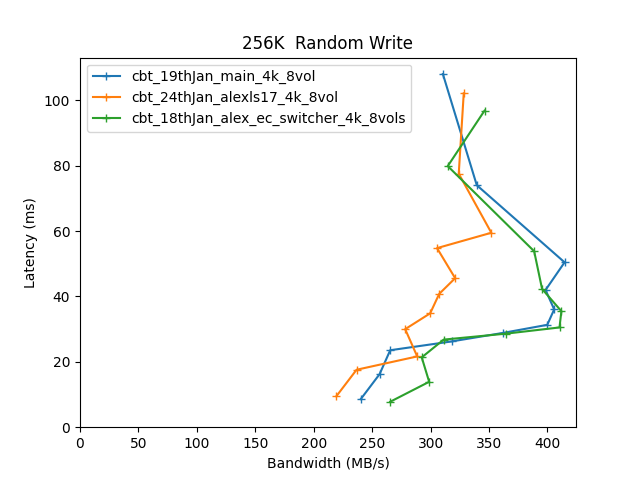 256K  Random Write
cbt_19thJan_main_4k_8vol
cbt_24thJan_alexls17_4k_8vol
cbt_18thJan_alex_ec_switcher_4k_8vols
Latency (ms)
100
80
60
40
20
0
0 50 100 150 200 250 300 350 400
Bandwidth (MB/s)